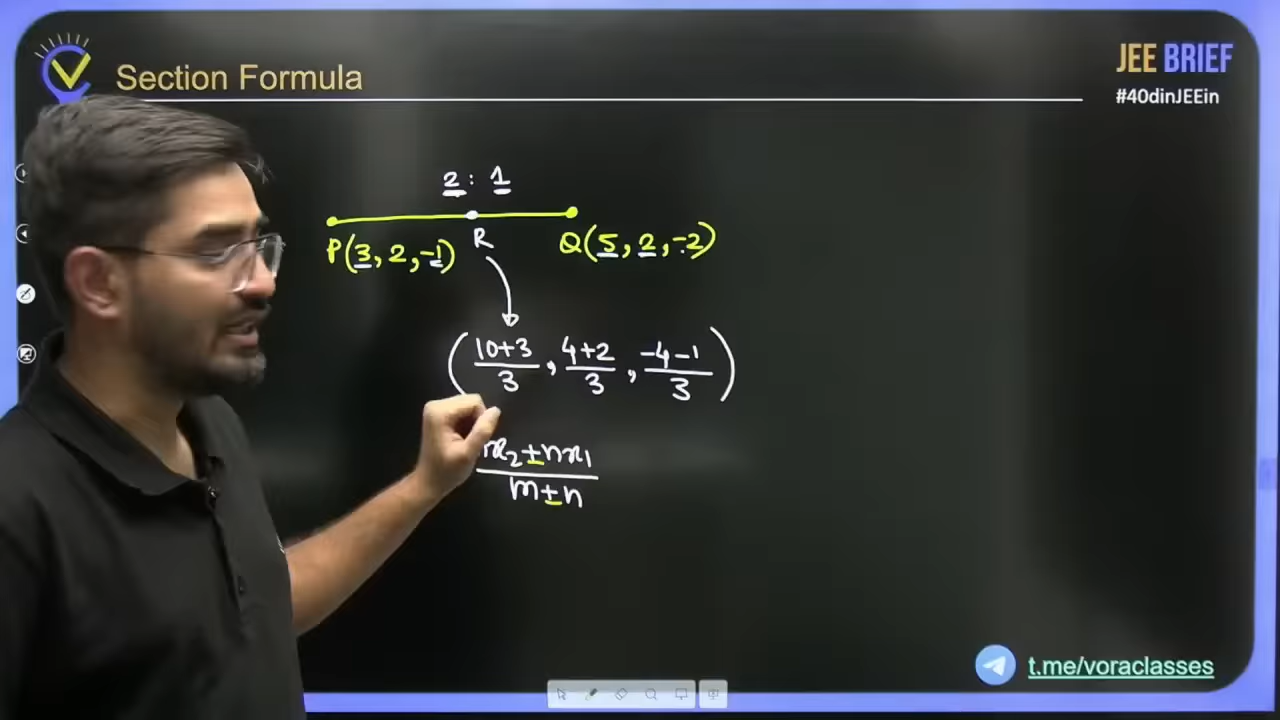 Section Formula
JEE BRIEF
#40dinJEEin
2 : 1
P(3, 2, -1)
R
Q(5, 2, -2)
(10+3/3, 4+2/3, -4-1/3)
x₂±nx₁/m±n
t.me/voraclasses